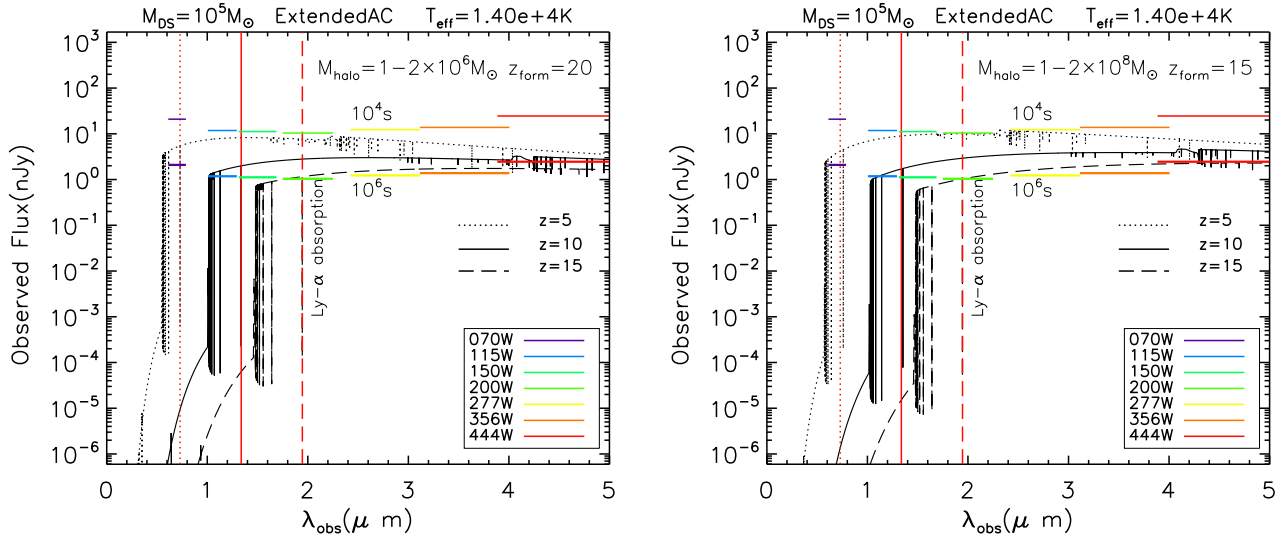 M_DS=10^5M_⊙ ExtendedAC T_eff=1.40e+4K
M_halo=1−2×10^6M_⊙ z_form=20
10^4s
10^6s
Ly−α absorption
z=5
z=10
z=15
070W
115W
150W
200W
277W
356W
444W
10^3
10^2
10^1
10^0
10^−1
10^−2
10^−3
10^−4
10^−5
10^−6
Observed Flux(nJy)
0 1 2 3 4 5
λ_obs(μ m)
M_DS=10^5M_⊙ ExtendedAC T_eff=1.40e+4K
M_halo=1−2×10^8M_⊙ z_form=15
10^4s
10^6s
Ly−α absorption
z=5
z=10
z=15
070W
115W
150W
200W
277W
356W
444W
10^3
10^2
10^1
10^0
10^−1
10^−2
10^−3
10^−4
10^−5
10^−6
Observed Flux(nJy)
0 1 2 3 4 5
λ_obs(μ m)